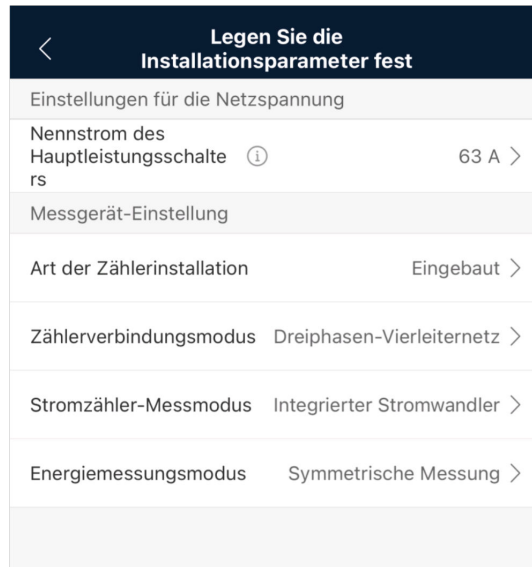 Legen Sie die
Installationsparameter fest
Einstellungen für die Netzspannung
Nennstrom des
Hauptleistungsschalte
rs
63 A
Messgerät-Einstellung
Art der Zählerinstallation Eingebaut
Zählerverbindungsmodus Dreiphasen-Vierleiternetz
Stromzähler-Messmodus Integrierter Stromwandler
Energiemessungsmodus Symmetrische Messung